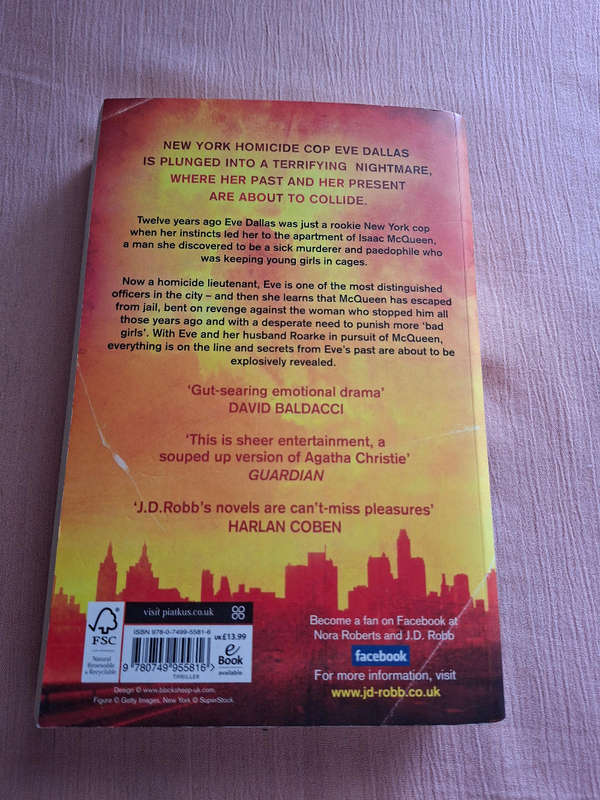 NEW YORK HOMICIDE COP EVE DALLAS
IS PLUNGED INTO A TERRIFYING NIGHTMARE,
WHERE HER PAST AND HER PRESENT
ARE ABOUT TO COLLIDE.
Twelve years ago Eve Dallas was just a rookie New York cop
when her instincts led her to the apartment of Isaac McQueen,
a man she discovered to be a sick murderer and paedophile who
was keeping young girls in cages.
Now a homicide lieutenant, Eve is one of the most distinguished
officers in the city – and then she learns that McQueen has escaped
from jail, bent on revenge against the woman who stopped him all
those years ago and with a desperate need to punish more ‘bad
girls’. With Eve and her husband Roarke in pursuit of McQueen,
everything is on the line and secrets from Eve’s past are about to be
explosively revealed.
‘Gut-searing emotional drama’
DAVID BALDACCI
‘This is sheer entertainment, a
souped up version of Agatha Christie’
GUARDIAN
‘J.D.Robb’s novels are can’t-miss pleasures’
HARLAN COBEN
FSC
Natural
Renewable
& Recyclable
visit piatkus.co.uk
ISBN 978-0-7499-5581-6
UK £13.99
9 780749 955816 >
THRILLER
e
Book
available
Design © www.blacksheep-uk.com
Figure © Getty Images, New York © SuperStock
Become a fan on Facebook at
Nora Roberts and J.D. Robb
facebook
For more information, visit
www.jd-robb.co.uk